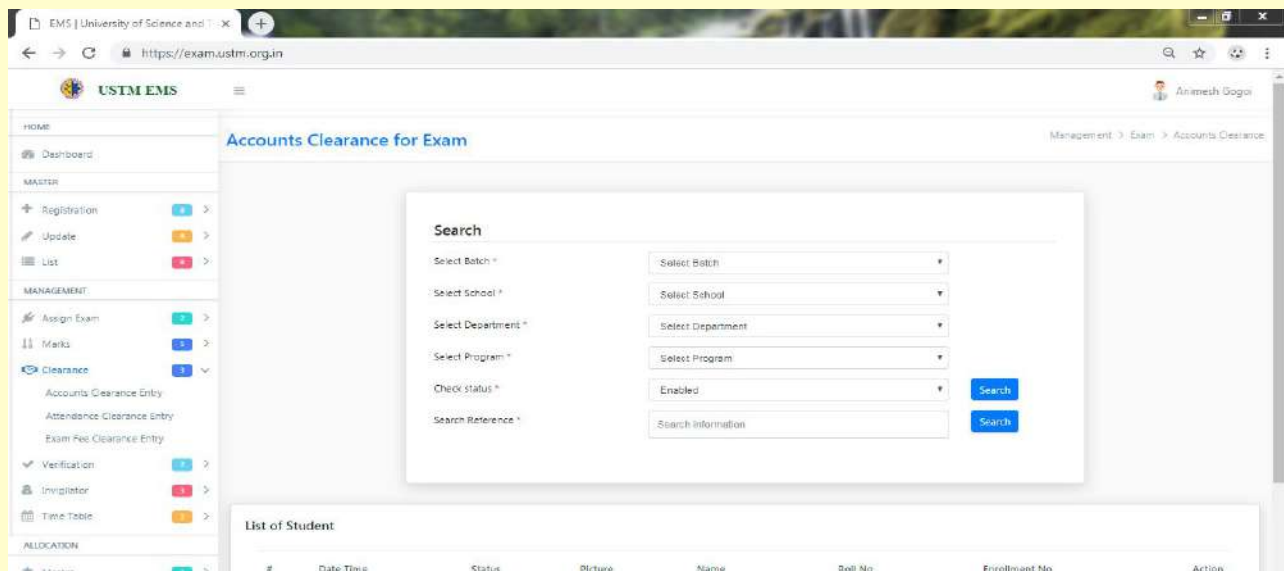 EMS | University of Science and T
https://exam.ustm.org.in
USTM EMS
Animesh Gogoi
HOME
Dashboard
MASTER
Registration
Update
List
MANAGEMENT
Assign Exam
Marks
Clearance
Accounts Clearance Entry
Attendance Clearance Entry
Exam Fee Clearance Entry
Verification
Invigilator
Time Table
ALLOCATION
Accounts Clearance for Exam
Management > Exam > Accounts Clearance
Search
Select Batch * Select Batch
Select School * Select School
Select Department * Select Department
Select Program * Select Program
Check status * Enabled Search
Search Reference * Search Information Search
List of Student
# Date Time Status Picture Name Roll No Enrollment No Action